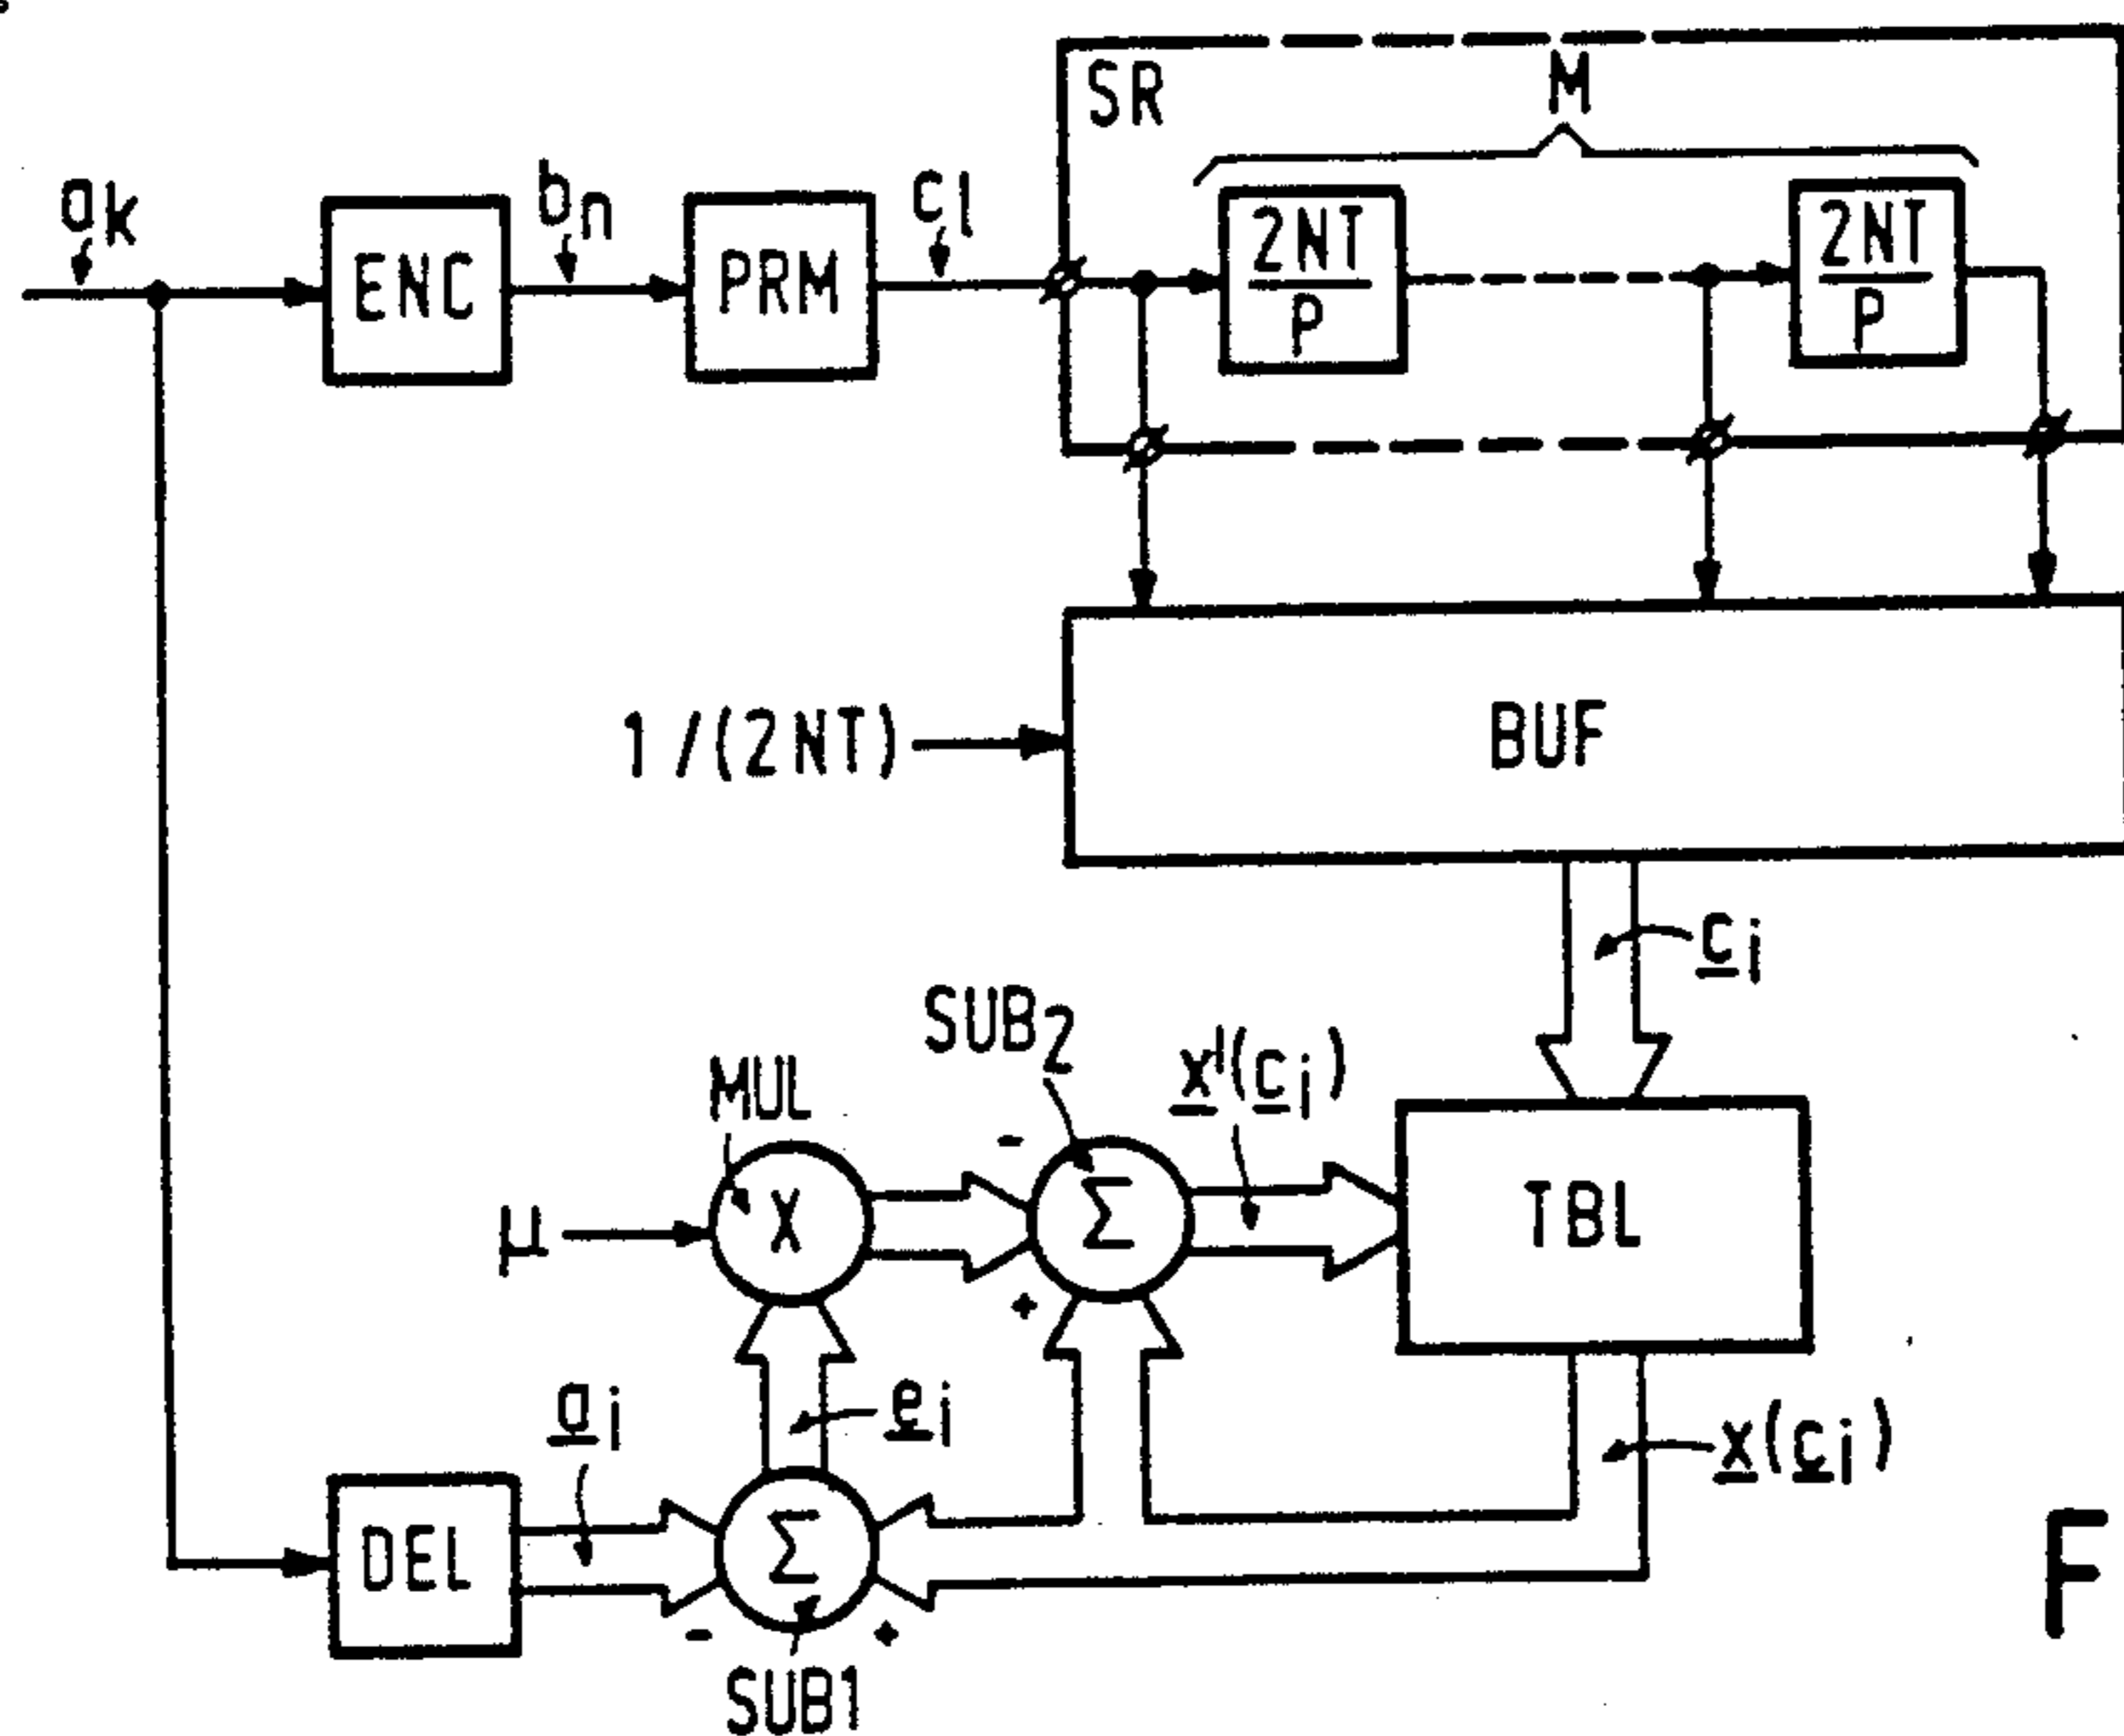 SR
M
ak
bn
cl
ENC
PRM
2NT
P
2NT
P
1/(2NT)
BUF
ci
SUB2
x'(ci)
MUL
μ
X
Σ
TBL
-
+
ai
ei
x(ci)
DEL
Σ
-
+
SUB1
F